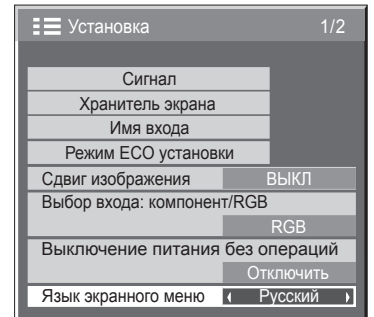 Установка 1/2
Сигнал
Хранитель экрана
Имя входа
Режим ECO установки
Сдвиг изображения ВЫКЛ
Выбор входа: компонент/RGB
RGB
Выключение питания без операций
Отключить
Язык экранного меню Русский